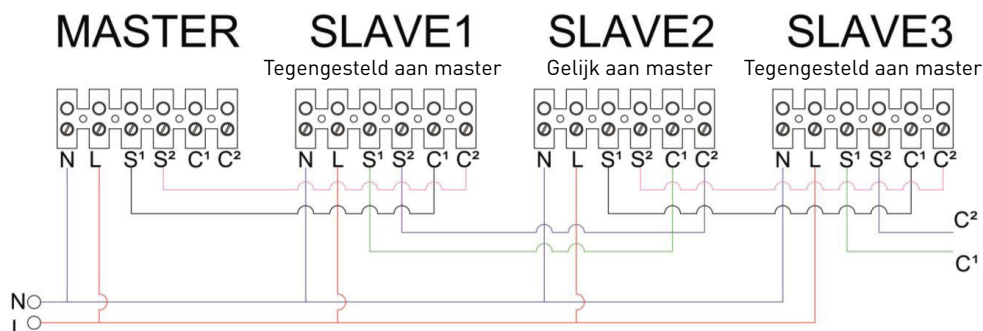 MASTER SLAVE1 SLAVE2 SLAVE3
Tegengesteld aan master Gelijk aan master Tegengesteld aan master
N L S¹ S² C¹ C² N L S¹ S² C¹ C² N L S¹ S² C¹ C² N L S¹ S² C¹ C²
C²
C¹
N
L